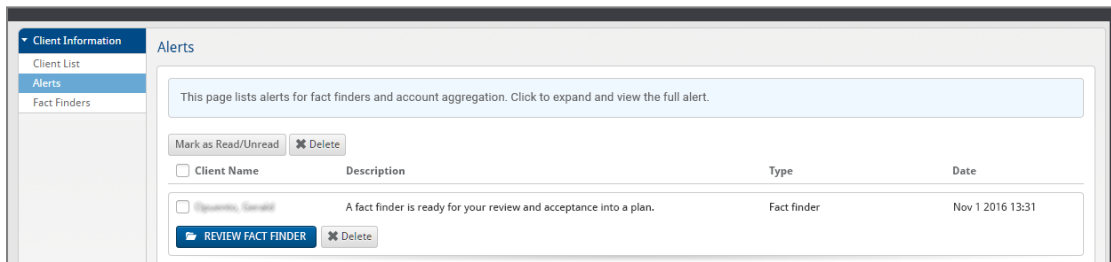 Client Information
Client List
Alerts
Fact Finders
Alerts
This page lists alerts for fact finders and account aggregation. Click to expand and view the full alert.
Mark as Read/Unread Delete
Client Name Description Type Date
A fact finder is ready for your review and acceptance into a plan. Fact finder Nov 1 2016 13:31
REVIEW FACT FINDER Delete